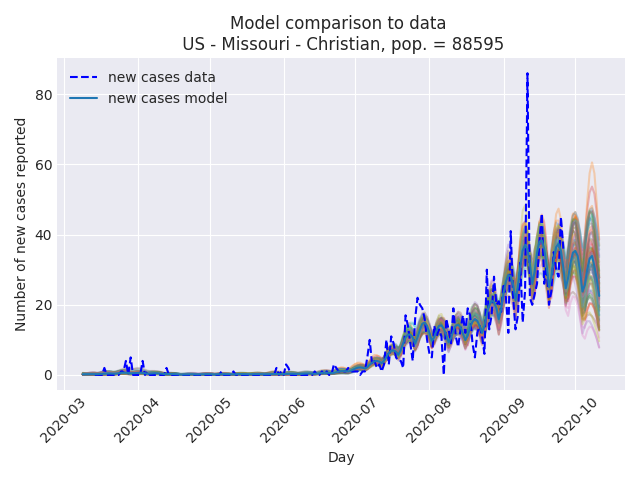 Model comparison to data
US - Missouri - Christian, pop. = 88595
new cases data
new cases model
Number of new cases reported
80
60
40
20
0
2020-03
2020-04
2020-05
2020-06
2020-07
2020-08
2020-09
2020-10
Day